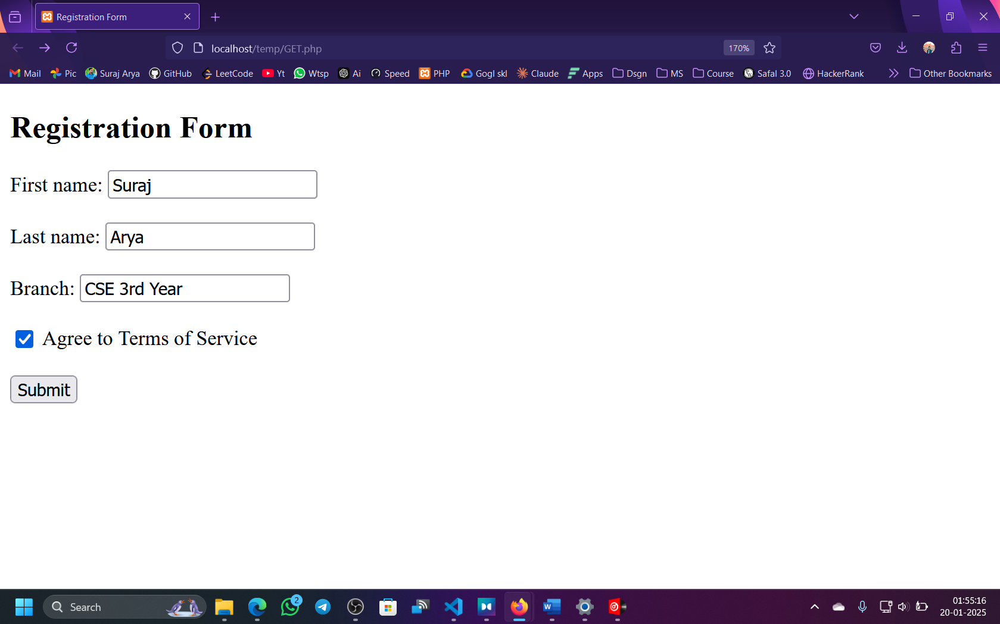 Registration Form
localhost/temp/GET.php 170%
Mail Pic Suraj Arya GitHub LeetCode Yt Wtsp Ai Speed PHP Gogl skl Claude Apps Dsgn MS Course Safal 3.0 HackerRank Other Bookmarks
Registration Form
First name: Suraj
Last name: Arya
Branch: CSE 3rd Year
Agree to Terms of Service
Submit
Search 2 01:55:16
20-01-2025